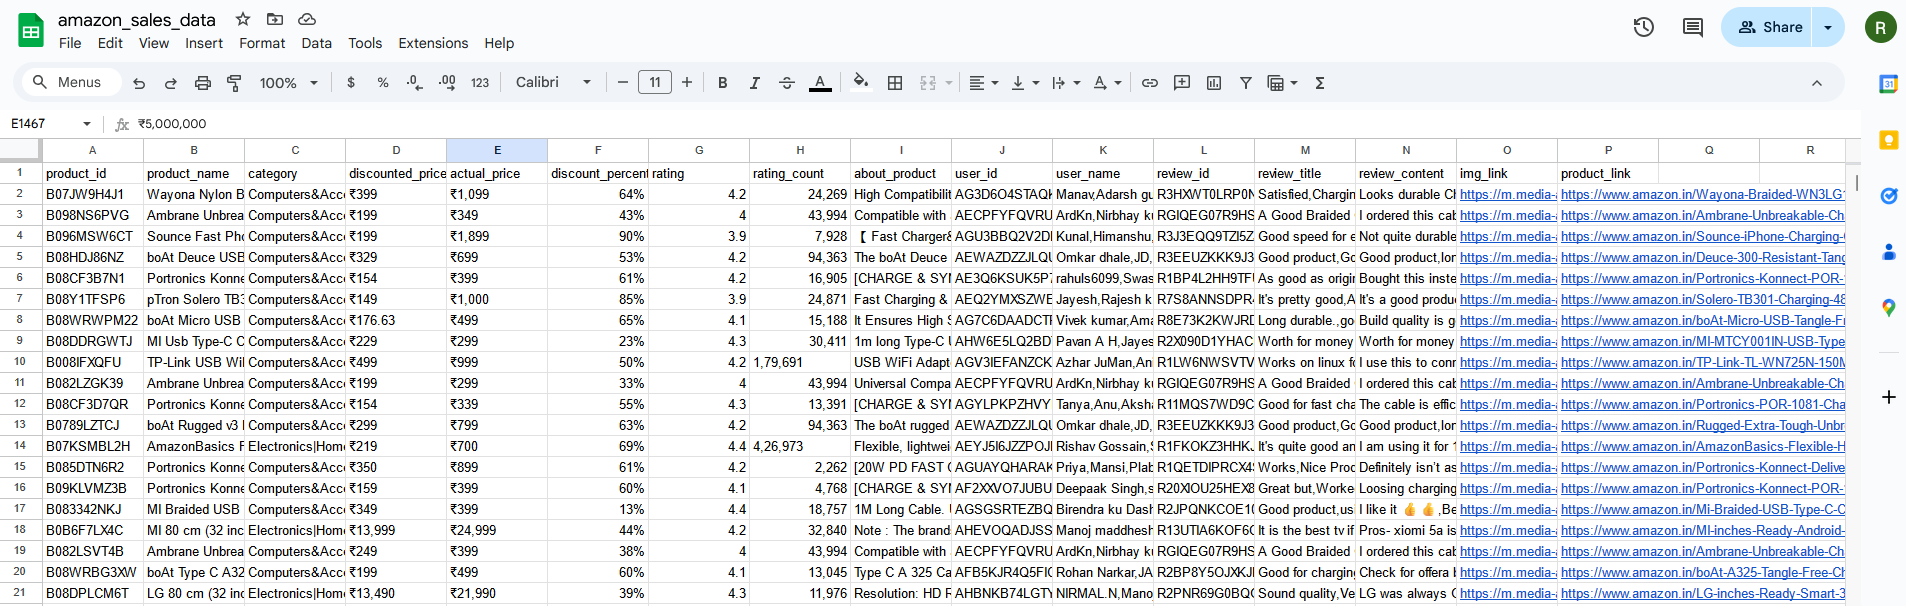 amazon_sales_data
File Edit View Insert Format Data Tools Extensions Help
Share
R
Menus 100% $ % .0 .00 123 Calibri 11 B I A
31
E1467 fx ₹5,000,000
A B C D E F G H I J K L M N O P Q R
1 product_id product_name category discounted_price actual_price discount_percent rating rating_count about_product user_id user_name review_id review_title review_content img_link product_link
2 B07JW9H4J1 Wayona Nylon B Computers&Acc ₹399 ₹1,099 64% 4.2 24,269 High Compatibilit AG3D6O4STAQK Manav,Adarsh gu R3HXWT0LRP0N Satisfied,Chargin Looks durable Ch https://m.media-a https://www.amazon.in/Wayona-Braided-WN3LG1
3 B098NS6PVG Ambrane Unbrea Computers&Acc ₹199 ₹349 43% 4 43,994 Compatible with AECPFYFQVRU ArdKn,Nirbhay k RGIQEG07R9HS A Good Braided I ordered this cab https://m.media-a https://www.amazon.in/Ambrane-Unbreakable-Ch
4 B096MSW6CT Sounce Fast Pho Computers&Acc ₹199 ₹1,899 90% 3.9 7,928 【 Fast Charger& AGU3BBQ2V2D Kunal,Himanshu, R3J3EQQ9TZI5Z Good speed for e Not quite durable https://m.media-a https://www.amazon.in/Sounce-iPhone-Charging-
5 B08HDJ86NZ boAt Deuce USB Computers&Acc ₹329 ₹699 53% 4.2 94,363 The boAt Deuce AEWAZDZZJLQU Omkar dhale,JD, R3EEUZKKK9J3 Good product,Go Good product,lon https://m.media-a https://www.amazon.in/Deuce-300-Resistant-Tang
6 B08CF3B7N1 Portronics Konne Computers&Acc ₹154 ₹399 61% 4.2 16,905 [CHARGE & SYN AE3Q6KSUK5P7 rahuls6099,Swas R1BP4L2HH9TFU As good as origin Bought this inste https://m.media-a https://www.amazon.in/Portronics-Konnect-POR-
7 B08Y1TFSP6 pTron Solero TB3 Computers&Acc ₹149 ₹1,000 85% 3.9 24,871 Fast Charging & AEQ2YMXSZWE Jayesh,Rajesh k R7S8ANNSDPR4 It's pretty good,A It's a good produ https://m.media-a https://www.amazon.in/Solero-TB301-Charging-48
8 B08WRWPM22 boAt Micro USB Computers&Acc ₹176.63 ₹499 65% 4.1 15,188 It Ensures High S AG7C6DAADCTR Vivek kumar,Ama R8E73K2KWJRD Long durable.,go Build quality is g https://m.media-a https://www.amazon.in/boAt-Micro-USB-Tangle-Fr
9 B08DDRGWTJ MI Usb Type-C C Computers&Acc ₹229 ₹299 23% 4.3 30,411 1m long Type-C U AHW6E5LQ2BD Pavan A H,Jayes R2X090D1YHAC Worth for money Worth for money https://m.media-a https://www.amazon.in/MI-MTCY001IN-USB-Type
10 B008IFXQFU TP-Link USB Wil Computers&Acc ₹499 ₹999 50% 4.2 1,79,691 USB WiFi Adapt AGV3IEFANZCK Azhar JuMan,An R1LW6NWSVTV Works on linux fo I use this to conn https://m.media-a https://www.amazon.in/TP-Link-TL-WN725N-150M
11 B082LZGK39 Ambrane Unbrea Computers&Acc ₹199 ₹299 33% 4 43,994 Universal Compa AECPFYFQVRU ArdKn,Nirbhay k RGIQEG07R9HS A Good Braided I ordered this cab https://m.media-a https://www.amazon.in/Ambrane-Unbreakable-Ch
12 B08CF3D7QR Portronics Konne Computers&Acc ₹154 ₹339 55% 4.3 13,391 [CHARGE & SYN AGYLPKPZHVY Tanya,Anu,Aksha R11MQS7WD9C Good for fast cha The cable is effic https://m.media-a https://www.amazon.in/Portronics-POR-1081-Cha
13 B0789LZTCJ boAt Rugged v3 Computers&Acc ₹299 ₹799 63% 4.2 94,363 The boAt rugged AEWAZDZZJLQU Omkar dhale,JD, R3EEUZKKK9J3 Good product,Go Good product,lon https://m.media-a https://www.amazon.in/Rugged-Extra-Tough-Unbr
14 B07KSMBL2H AmazonBasics F Electronics|Home ₹219 ₹700 69% 4.4 4,26,973 Flexible, lightwei AEYJ5I6JZZPOJI Rishav Gossain,S R1FKOKZ3HHKJ It's quite good an I am using it for 1 https://m.media-a https://www.amazon.in/AmazonBasics-Flexible-H
15 B085DTN6R2 Portronics Konne Computers&Acc ₹350 ₹899 61% 4.2 2,262 [20W PD FAST C AGUAYQHARAK Priya,Mansi,Plab R1QETDIPRCX4S Works,Nice Prod Definitely isn't as https://m.media-a https://www.amazon.in/Portronics-Konnect-Delive
16 B09KLVMZ3B Portronics Konne Computers&Acc ₹159 ₹399 60% 4.1 4,768 [CHARGE & SYN AF2XXVO7JUBU Deepaak Singh,s R20XIOU25HEX8 Great but,Worke Loosing charging https://m.media-a https://www.amazon.in/Portronics-Konnect-POR-
17 B083342NKJ MI Braided USB Computers&Acc ₹349 ₹399 13% 4.4 18,757 1M Long Cable. AGSGSRTEZBQ Birendra ku Dash R2JPQNKCOE10 Good product,us I like it 👍👍,Be https://m.media-a https://www.amazon.in/Mi-Braided-USB-Type-C-C
18 B0B6F7LX4C MI 80 cm (32 inc Electronics|Home ₹13,999 ₹24,999 44% 4.2 32,840 Note : The brand AHEVOQADJSS Manoj maddhesh R13UTIA6KOF6 It is the best tv if Pros- xiomi 5a is https://m.media-a https://www.amazon.in/MI-inches-Ready-Android-
19 B082LSVT4B Ambrane Unbrea Computers&Acc ₹249 ₹399 38% 4 43,994 Compatible with AECPFYFQVRU ArdKn,Nirbhay k RGIQEG07R9HS A Good Braided I ordered this cab https://m.media-a https://www.amazon.in/Ambrane-Unbreakable-Ch
20 B08WRBG3XW boAt Type C A32 Computers&Acc ₹199 ₹499 60% 4.1 13,045 Type C A 325 Ca AFB5KJR4Q5FIC Rohan Narkar,JA R2BP8Y5OJXKJ Good for charging Check for offera b https://m.media-a https://www.amazon.in/boAt-A325-Tangle-Free-Ch
21 B08DPLCM6T LG 80 cm (32 inc Electronics|Home ₹13,490 ₹21,990 39% 4.3 11,976 Resolution: HD R AHBNKB74LGTY NIRMAL.N,Mano R2PNR69G0BQG Sound quality,Ve LG was always G https://m.media-a https://www.amazon.in/LG-inches-Ready-Smart-3